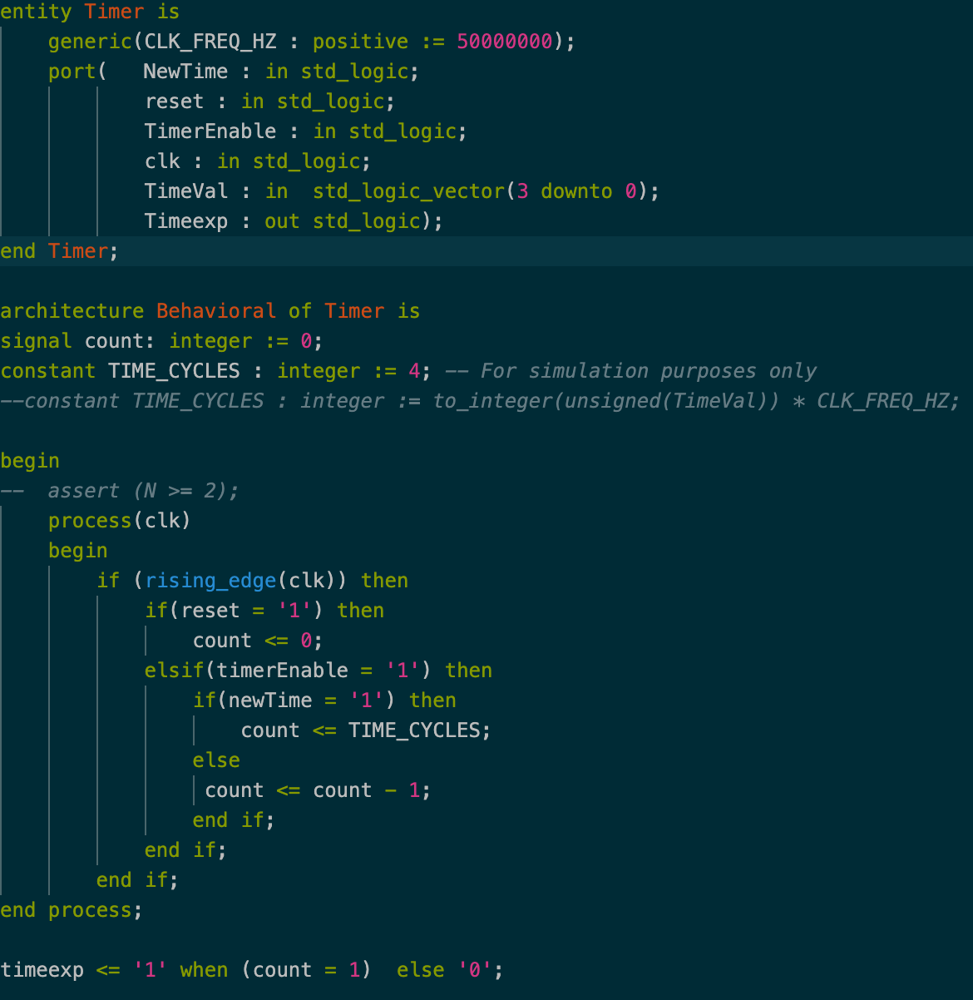 entity Timer is
    generic(CLK_FREQ_HZ : positive := 50000000);
    port(   NewTime : in std_logic;
            reset : in std_logic;
            TimerEnable : in std_logic;
            clk : in std_logic;
            TimeVal : in  std_logic_vector(3 downto 0);
            Timeexp : out std_logic);
end Timer;

architecture Behavioral of Timer is
signal count: integer := 0;
constant TIME_CYCLES : integer := 4; -- For simulation purposes only
--constant TIME_CYCLES : integer := to_integer(unsigned(TimeVal)) * CLK_FREQ_HZ;

begin
--  assert (N >= 2);
    process(clk)
    begin
        if (rising_edge(clk)) then
            if(reset = '1') then
                count <= 0;
            elsif(timerEnable = '1') then
                if(newTime = '1') then
                    count <= TIME_CYCLES;
                else
                 count <= count - 1;
                end if;
            end if;
        end if;
end process;

timeexp <= '1' when (count = 1)  else '0';